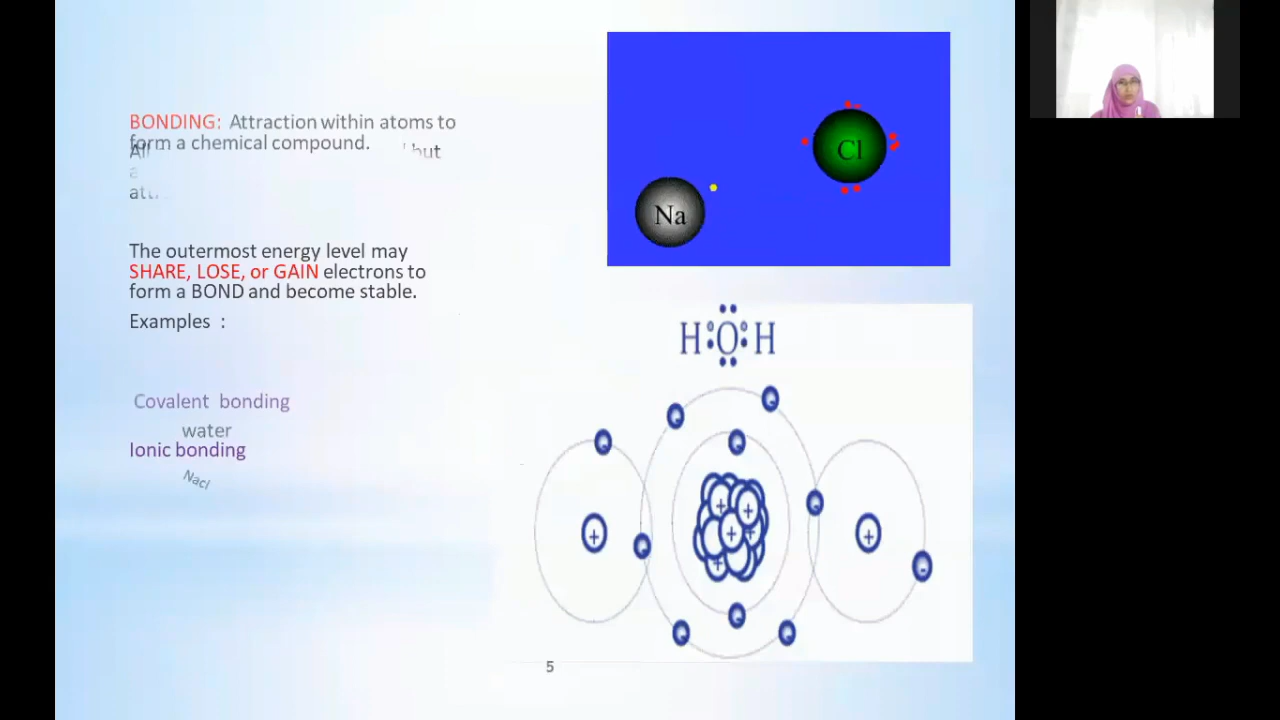 BONDING: Attraction within atoms to
form a chemical compound.
but
The outermost energy level may
SHARE, LOSE, or GAIN electrons to
form a BOND and become stable.
Examples :
Covalent bonding
water
Ionic bonding
Nacl
Na
Cl
H O H
+
+
+
+
+
+
+
5